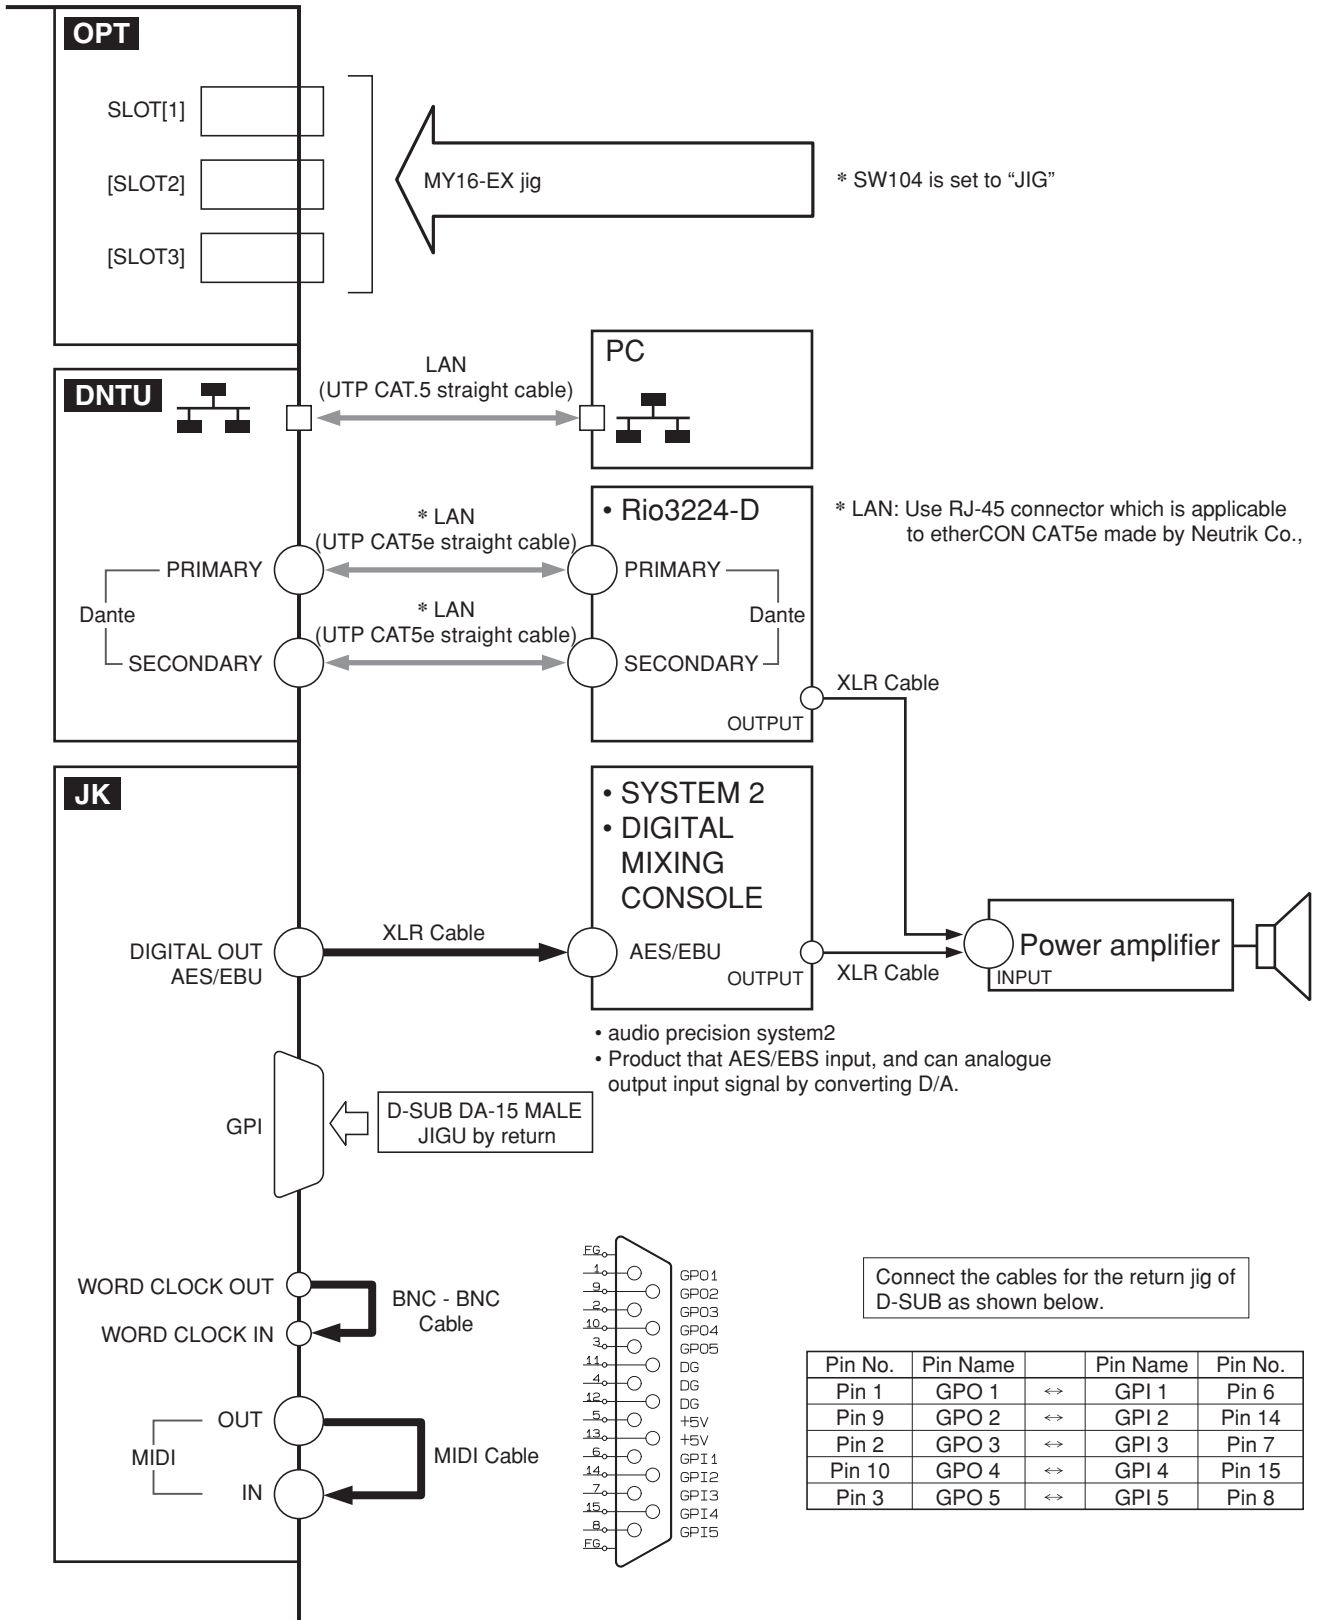 OPT
SLOT[1]
[SLOT2]
[SLOT3]
MY16-EX jig
* SW104 is set to “JIG”
DNTU
LAN
(UTP CAT.5 straight cable)
PC
* LAN
(UTP CAT5e straight cable)
PRIMARY
Dante
* LAN
(UTP CAT5e straight cable)
SECONDARY
• Rio3224-D
PRIMARY
Dante
SECONDARY
OUTPUT
* LAN: Use RJ-45 connector which is applicable
to etherCON CAT5e made by Neutrik Co.,
XLR Cable
JK
• SYSTEM 2
• DIGITAL
MIXING
CONSOLE
DIGITAL OUT
AES/EBU
XLR Cable
AES/EBU
OUTPUT
XLR Cable
Power amplifier
INPUT
• audio precision system2
• Product that AES/EBS input, and can analogue
output input signal by converting D/A.
GPI
D-SUB DA-15 MALE
JIGU by return
WORD CLOCK OUT
WORD CLOCK IN
BNC - BNC
Cable
OUT
MIDI
IN
MIDI Cable
FG
1 GPO1
9 GPO2
2 GPO3
10 GPO4
3 GPO5
11 DG
4 DG
12 DG
5 +5V
13 +5V
6 GPI1
14 GPI2
7 GPI3
15 GPI4
8 GPI5
FG
Connect the cables for the return jig of
D-SUB as shown below.
Pin No. Pin Name Pin Name Pin No.
Pin 1 GPO 1 ↔ GPI 1 Pin 6
Pin 9 GPO 2 ↔ GPI 2 Pin 14
Pin 2 GPO 3 ↔ GPI 3 Pin 7
Pin 10 GPO 4 ↔ GPI 4 Pin 15
Pin 3 GPO 5 ↔ GPI 5 Pin 8